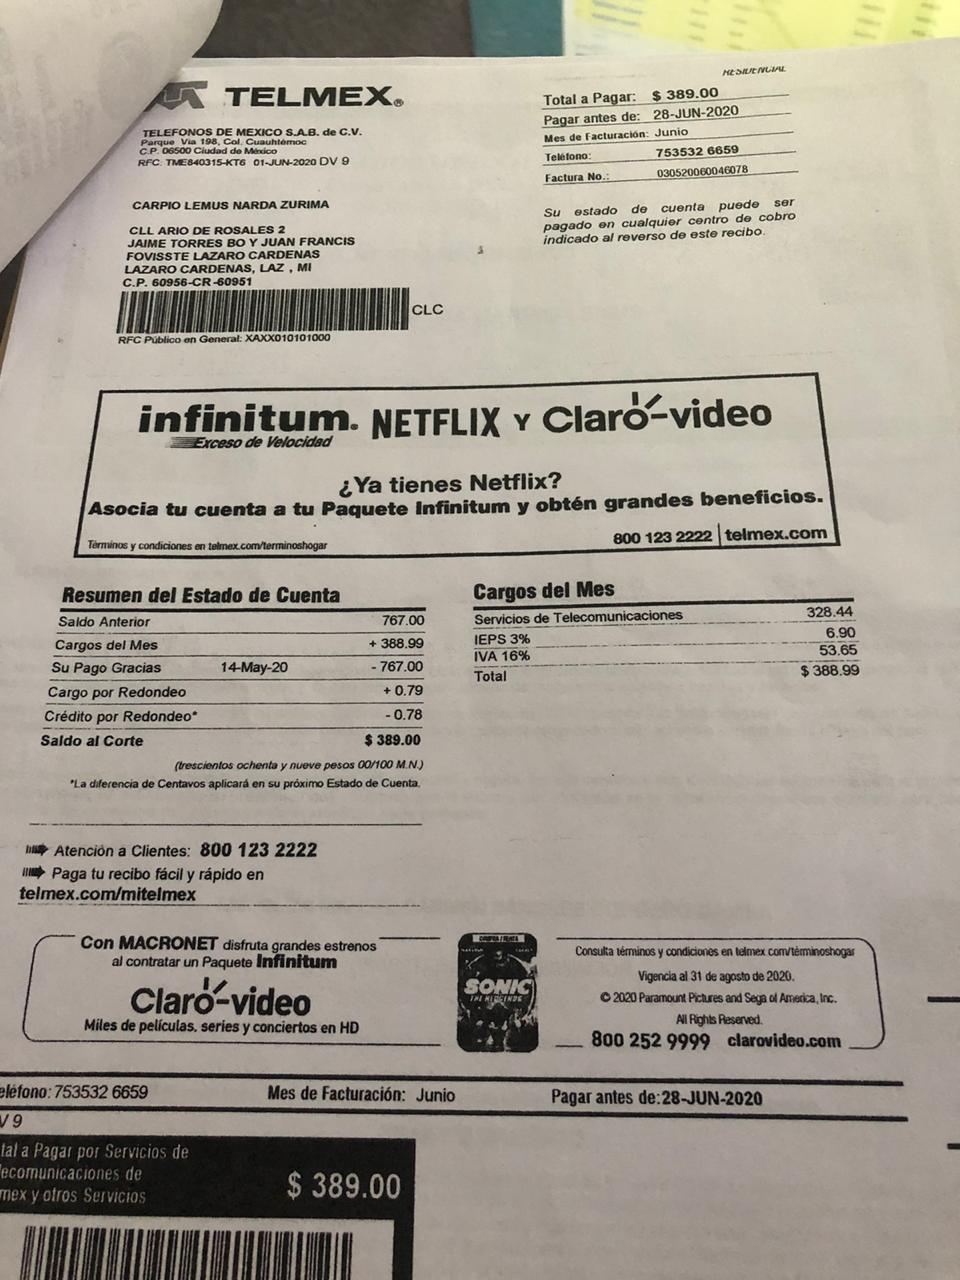 RESIDENCIAL
TELMEX®
TELEFONOS DE MEXICO S.A.B. de C.V.
Parque Vía 198, Col. Cuauhtémoc
C.P. 06500 Ciudad de México
RFC: TME840315-KT6 01-JUN-2020 DV 9
Total a Pagar: $ 389.00
Pagar antes de: 28-JUN-2020
Mes de Facturación: Junio
Teléfono: 753532 6659
Factura No.: 030520060046078
CARPIO LEMUS NARDA ZURIMA
CLL ARIO DE ROSALES 2
JAIME TORRES BO Y JUAN FRANCIS
FOVISSTE LAZARO CARDENAS
LAZARO CARDENAS, LAZ , MI
C.P. 60956-CR-60951
Su estado de cuenta puede ser
pagado en cualquier centro de cobro
indicado al reverso de este recibo.
CLC
RFC Público en General: XAXX010101000
infinitum. NETFLIX Y Claro-video
Exceso de Velocidad
¿Ya tienes Netflix?
Asocia tu cuenta a tu Paquete Infinitum y obtén grandes beneficios.
Términos y condiciones en telmex.com/terminoshogar
800 123 2222 | telmex.com
Resumen del Estado de Cuenta
Saldo Anterior 767.00
Cargos del Mes + 388.99
Su Pago Gracias 14-May-20 - 767.00
Cargo por Redondeo + 0.79
Crédito por Redondeo* - 0.78
Saldo al Corte $ 389.00
(trescientos ochenta y nueve pesos 00/100 M.N.)
*La diferencia de Centavos aplicará en su próximo Estado de Cuenta.
Cargos del Mes
Servicios de Telecomunicaciones 328.44
IEPS 3% 6.90
IVA 16% 53.65
Total $ 388.99
Atención a Clientes: 800 123 2222
Paga tu recibo fácil y rápido en
telmex.com/mitelmex
Con MACRONET disfruta grandes estrenos
al contratar un Paquete Infinitum
Claro-video
Miles de películas, series y conciertos en HD
COMPRA / RENTA
SONIC
THE HEDGEHOG
Consulta términos y condiciones en telmex.com/términoshogar
Vigencia al 31 de agosto de 2020.
© 2020 Paramount Pictures and Sega of America, Inc.
All Rights Reserved.
800 252 9999 clarovideo.com
eléfono: 753532 6659 Mes de Facturación: Junio Pagar antes de:28-JUN-2020
V 9
tal a Pagar por Servicios de
ecomunicaciones de
mex y otros Servicios
$ 389.00